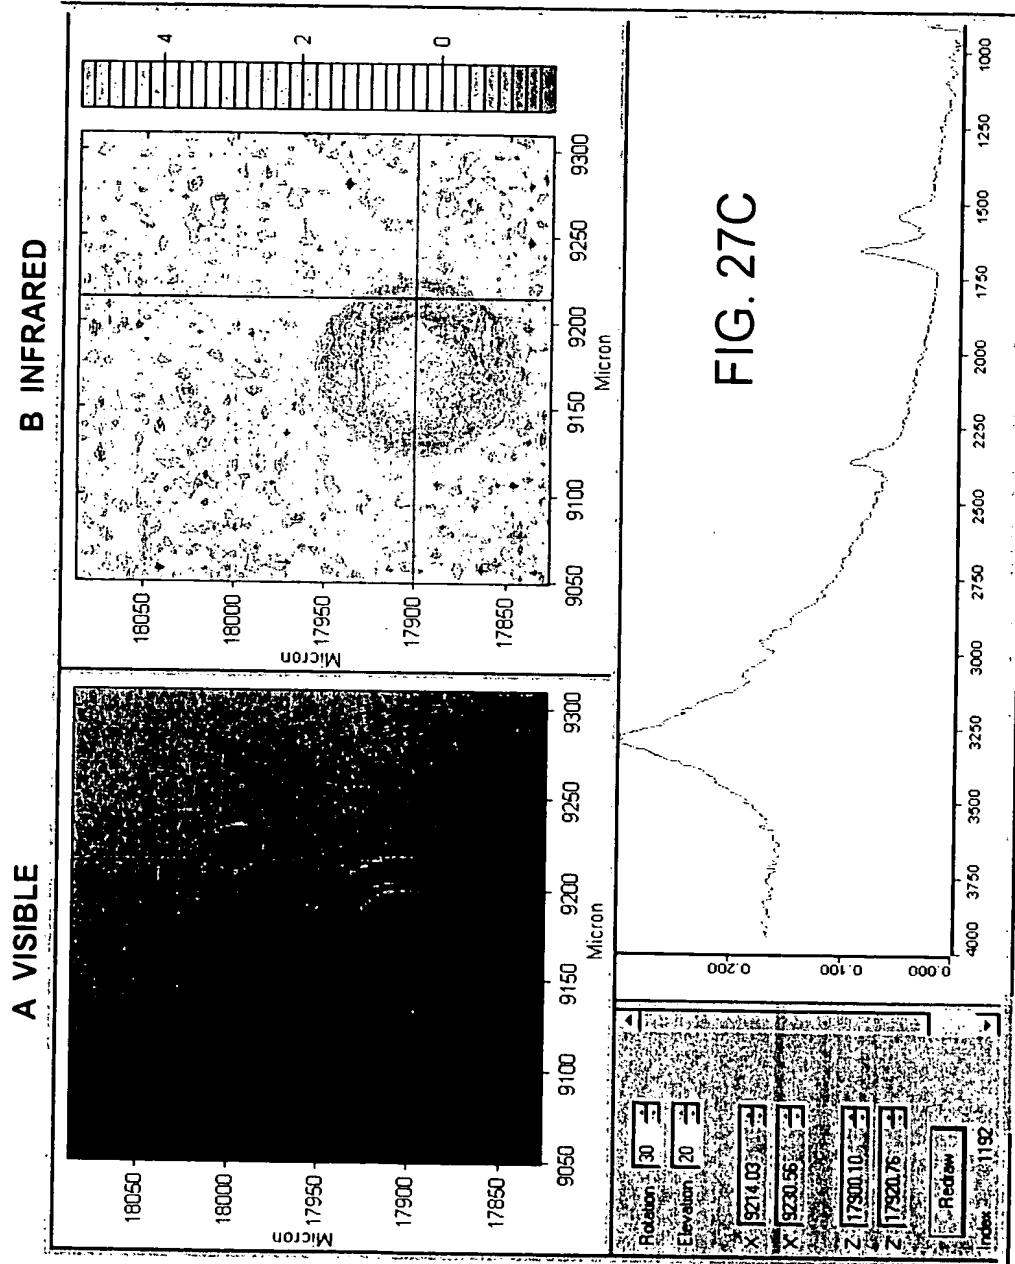 A VISIBLE
18050
18000
17950
17900
17850
Micron
9050
9100
9150
9200
9250
9300
Micron
B INFRARED
18050
18000
17950
17900
17850
Micron
9050
9100
9150
9200
9250
9300
Micron
4
2
0
Rotation 30
Elevation 20
X 9214.03
X 9230.56
Z 17900.10
Z 17920.76
Redraw
Index 1192
0.200
0.100
0.000
4000
3750
3500
3250
3000
2750
2500
2250
2000
1750
1500
1250
1000
FIG. 27C